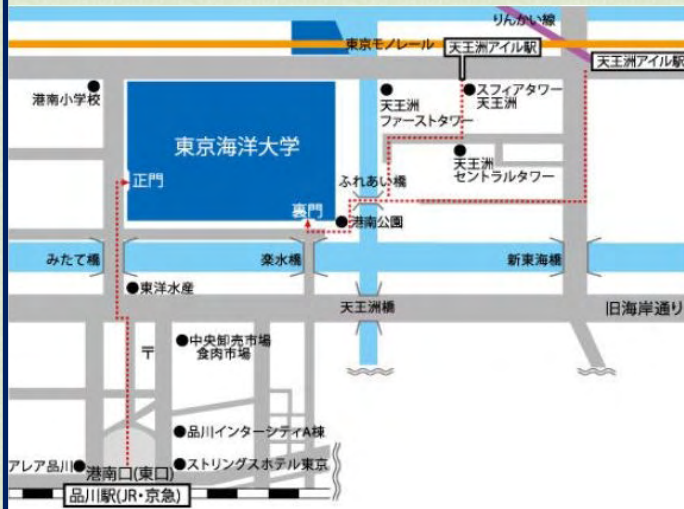 りんかい線
東京モノレール
天王洲アイル駅
天王洲アイル駅
港南小学校
スフィアタワー
天王洲
天王洲
ファーストタワー
東京海洋大学
天王洲
セントラルタワー
正門
ふれあい橋
裏門
港南公園
みたて橋
楽水橋
新東海橋
東洋水産
天王洲橋
旧海岸通り
〒
中央卸売市場
食肉市場
品川インターシティA棟
アレア品川
港南口(東口)
ストリングスホテル東京
品川駅(JR・京急)